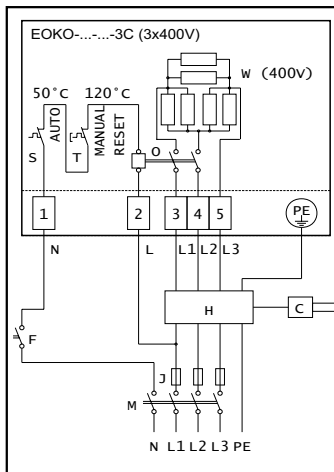 EOKO-...-...-3C (3x400V)
W (400V)
50°C 120°C
AUTO
MANUAL
RESET
S T O
1 2 3 4 5 PE
N L L1 L2 L3
H C
F
J
M
N L1 L2 L3 PE